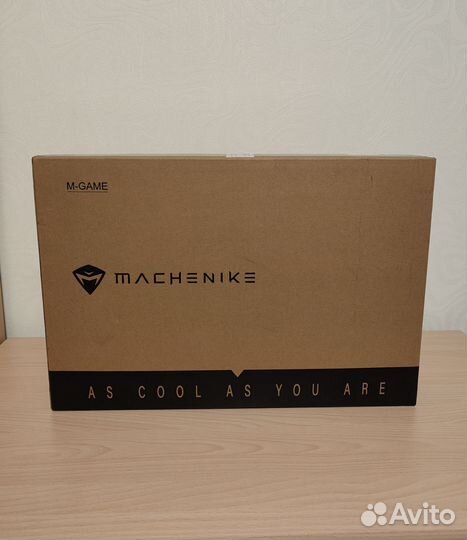 M-GAME
MACHENIKE
AS COOL AS YOU ARE
Avito